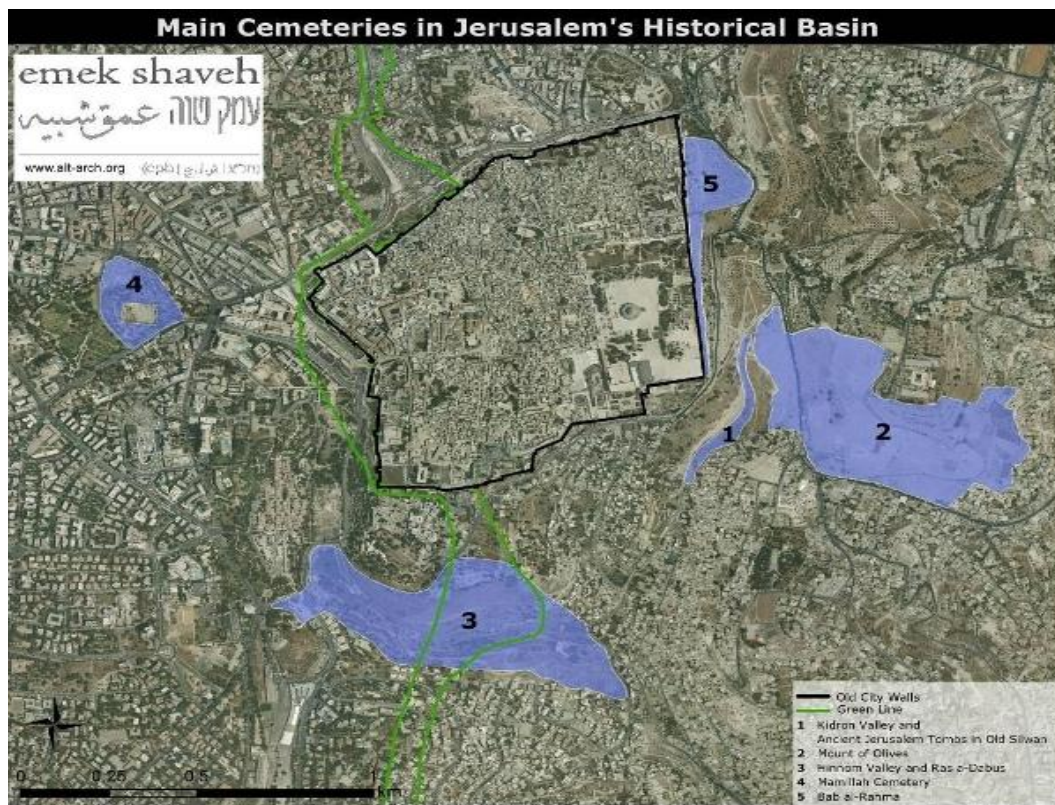 Main Cemeteries in Jerusalem's Historical Basin
emek shaveh
עמק שווה عمق شبيه
www.alt-arch.org
5
4
1
2
3
Old City Walls
Green Line
1 Kidron Valley and
Ancient Jerusalem Tombs in Old Silwan
2 Mount of Olives
3 Hinnom Valley and Ras a-Dabus
4 Mamillah Cemetery
5 Bab al-Rahma
0 0.25 0.5 1
km